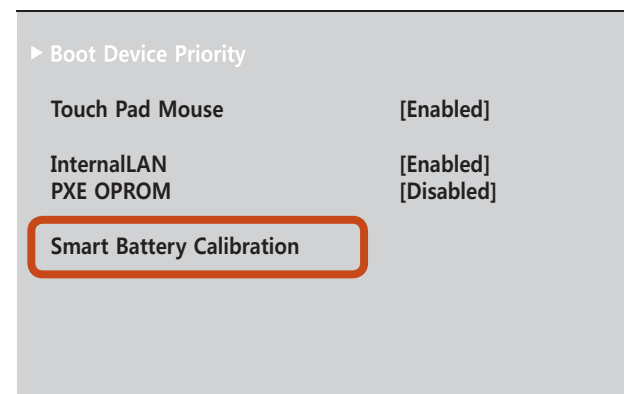 ▶ Boot Device Priority
Touch Pad Mouse [Enabled]
InternalLAN [Enabled]
PXE OPROM [Disabled]
Smart Battery Calibration